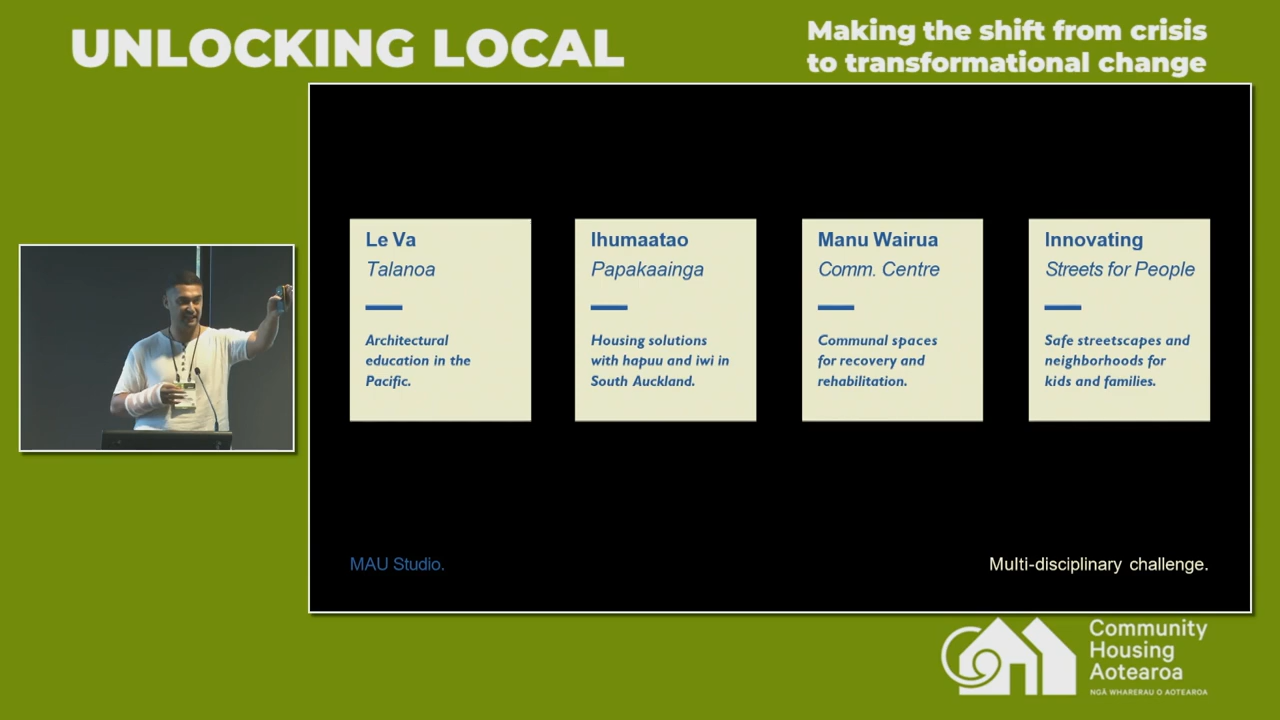 UNLOCKING LOCAL
Making the shift from crisis
to transformational change
Le Va
Talanoa
Architectural
education in the
Pacific.
Ihumaatao
Papakaainga
Housing solutions
with hapuu and iwi in
South Auckland.
Manu Wairua
Comm. Centre
Communal spaces
for recovery and
rehabilitation.
Innovating
Streets for People
Safe streetscapes and
neighborhoods for
kids and families.
MAU Studio.
Multi-disciplinary challenge.
Community
Housing
Aotearoa
NGĀ WHARERAU O AOTEAROA